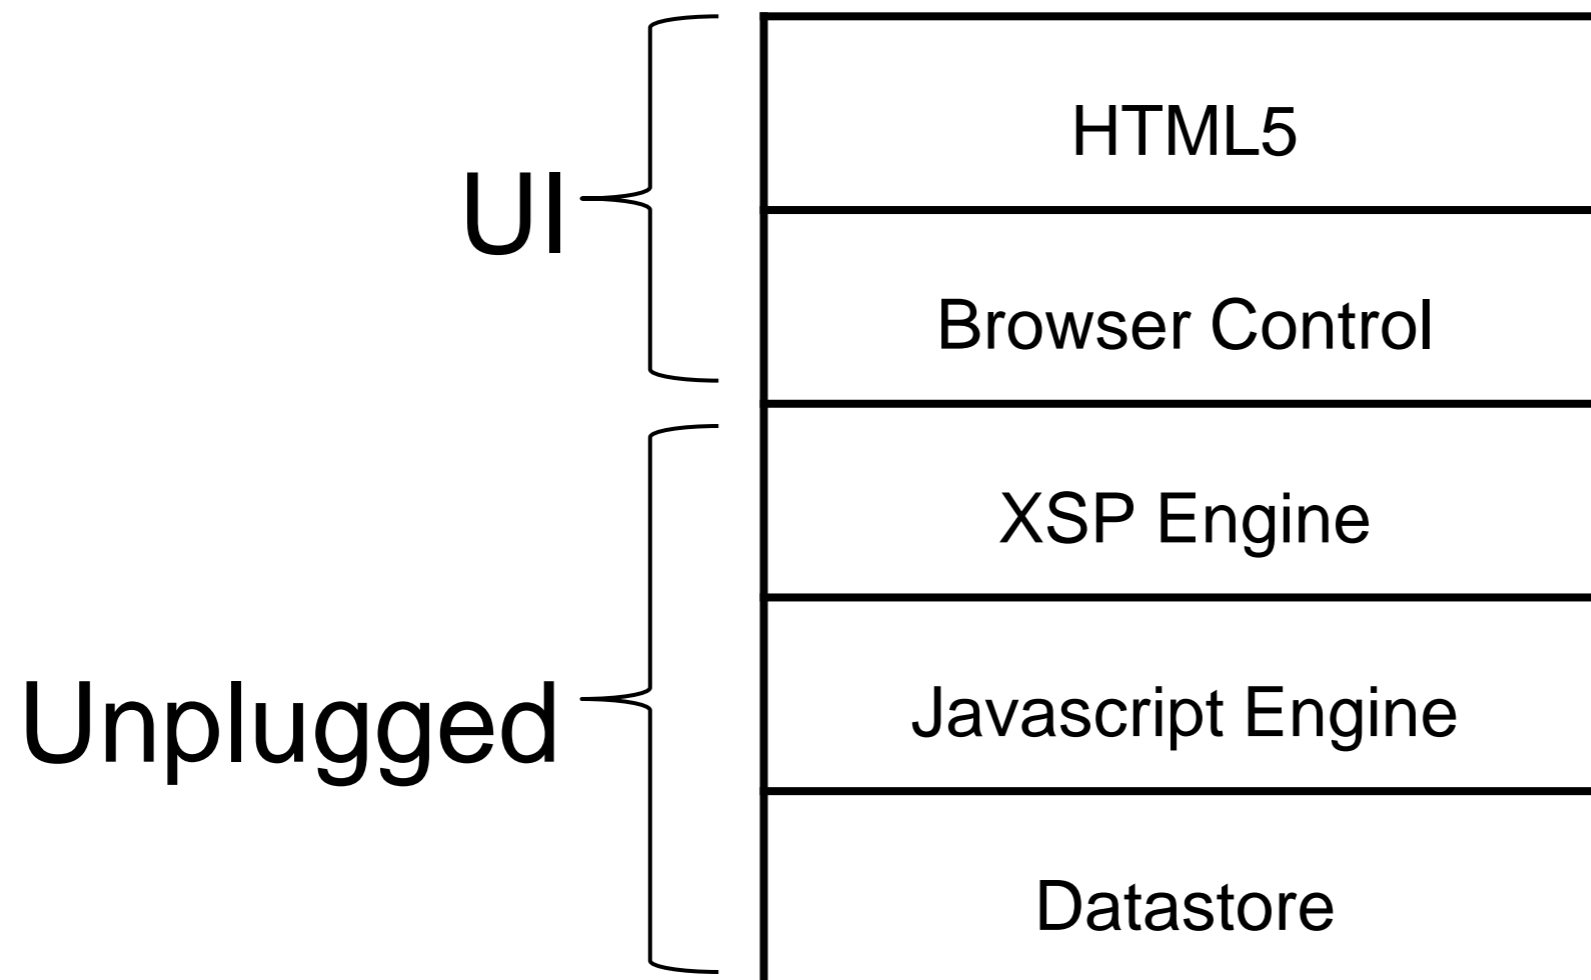 HTML5
UI
Browser Control
XSP Engine
Unplugged
Javascript Engine
Datastore